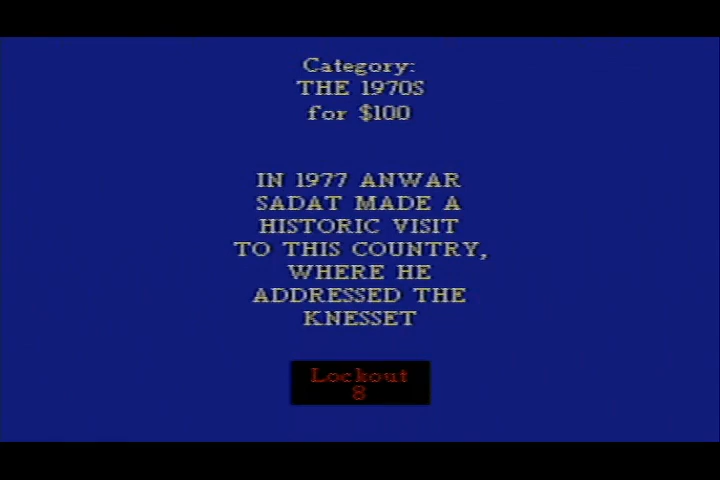 Category:
THE 1970S
for $100
IN 1977 ANWAR
SADAT MADE A
HISTORIC VISIT
TO THIS COUNTRY,
WHERE HE
ADDRESSED THE
KNESSET
Lockout
8